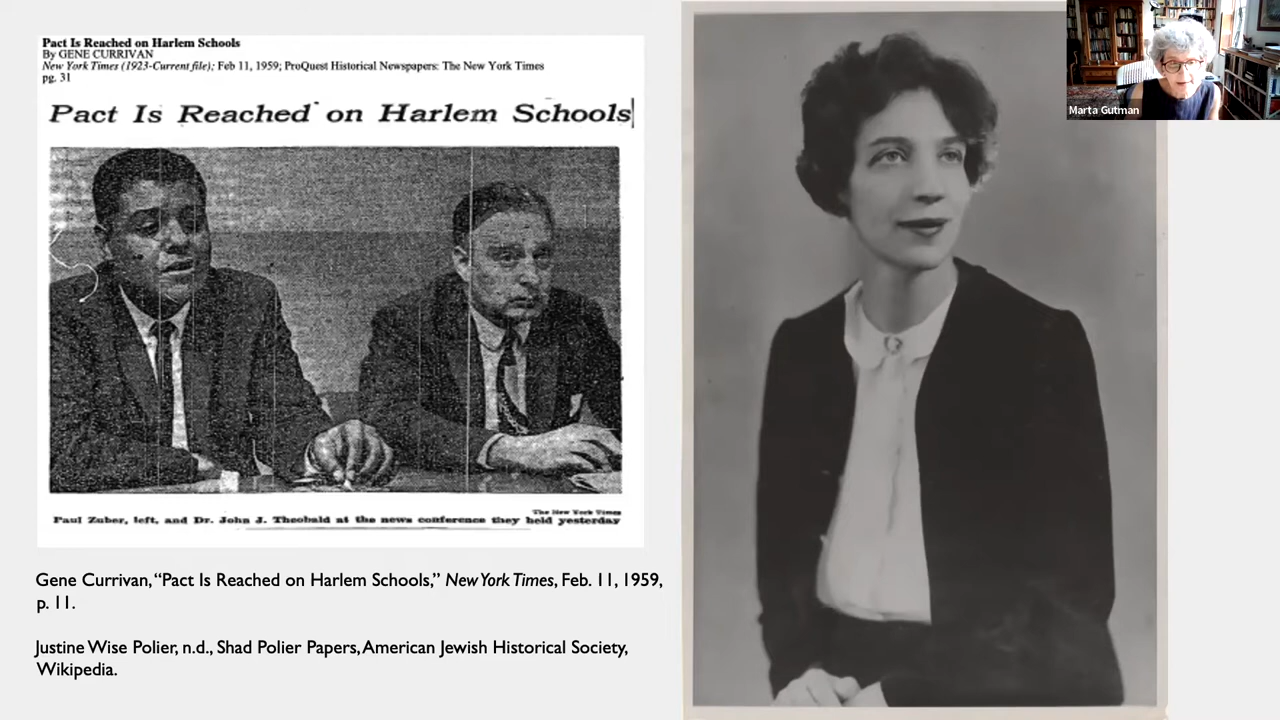 Pact Is Reached on Harlem Schools
By GENE CURRIVAN
New York Times (1923-Current file); Feb 11, 1959; ProQuest Historical Newspapers: The New York Times
pg. 31
Pact Is Reached on Harlem Schools
The New York Times
Paul Zuber, left, and Dr. John J. Theobald at the news conference they held yesterday
Gene Currivan, “Pact Is Reached on Harlem Schools,” New York Times, Feb. 11, 1959,
p. 11.
Justine Wise Polier, n.d., Shad Polier Papers, American Jewish Historical Society,
Wikipedia.
Marta Gutman